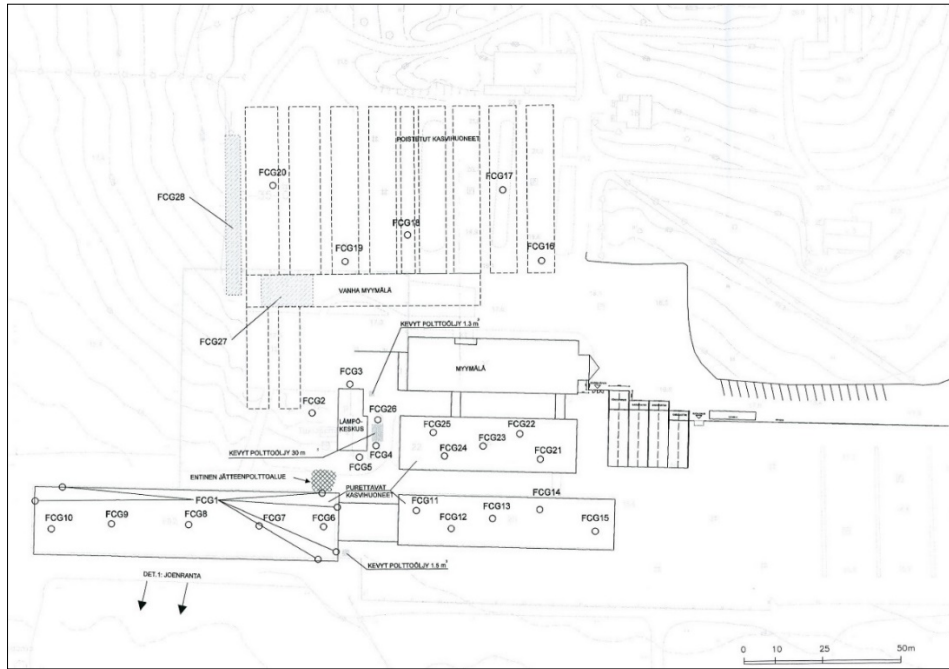 POISTETUT KASVIHUONEET
FCG20
FCG17
FCG28
FCG18
FCG19
FCG16
VANHA MYYMÄLÄ
FCG27
KEVYT POLTTOÖLJY 1.3 m³
MYYMÄLÄ
FCG3
FCG2
LÄMPÖ-
KESKUS
FCG26
FCG25
FCG22
FCG23
FCG24
FCG21
KEVYT POLTTOÖLJY 30 m³
FCG4
FCG5
ENTINEN JÄTTEENPOLTTOALUE
PURETTAVAT
KASVIHUONEET
FCG1
FCG11
FCG14
FCG10
FCG9
FCG8
FCG7
FCG6
FCG12
FCG13
FCG15
KEVYT POLTTOÖLJY 1.5 m³
DET.1: JOENRANTA
0 10 25 50m